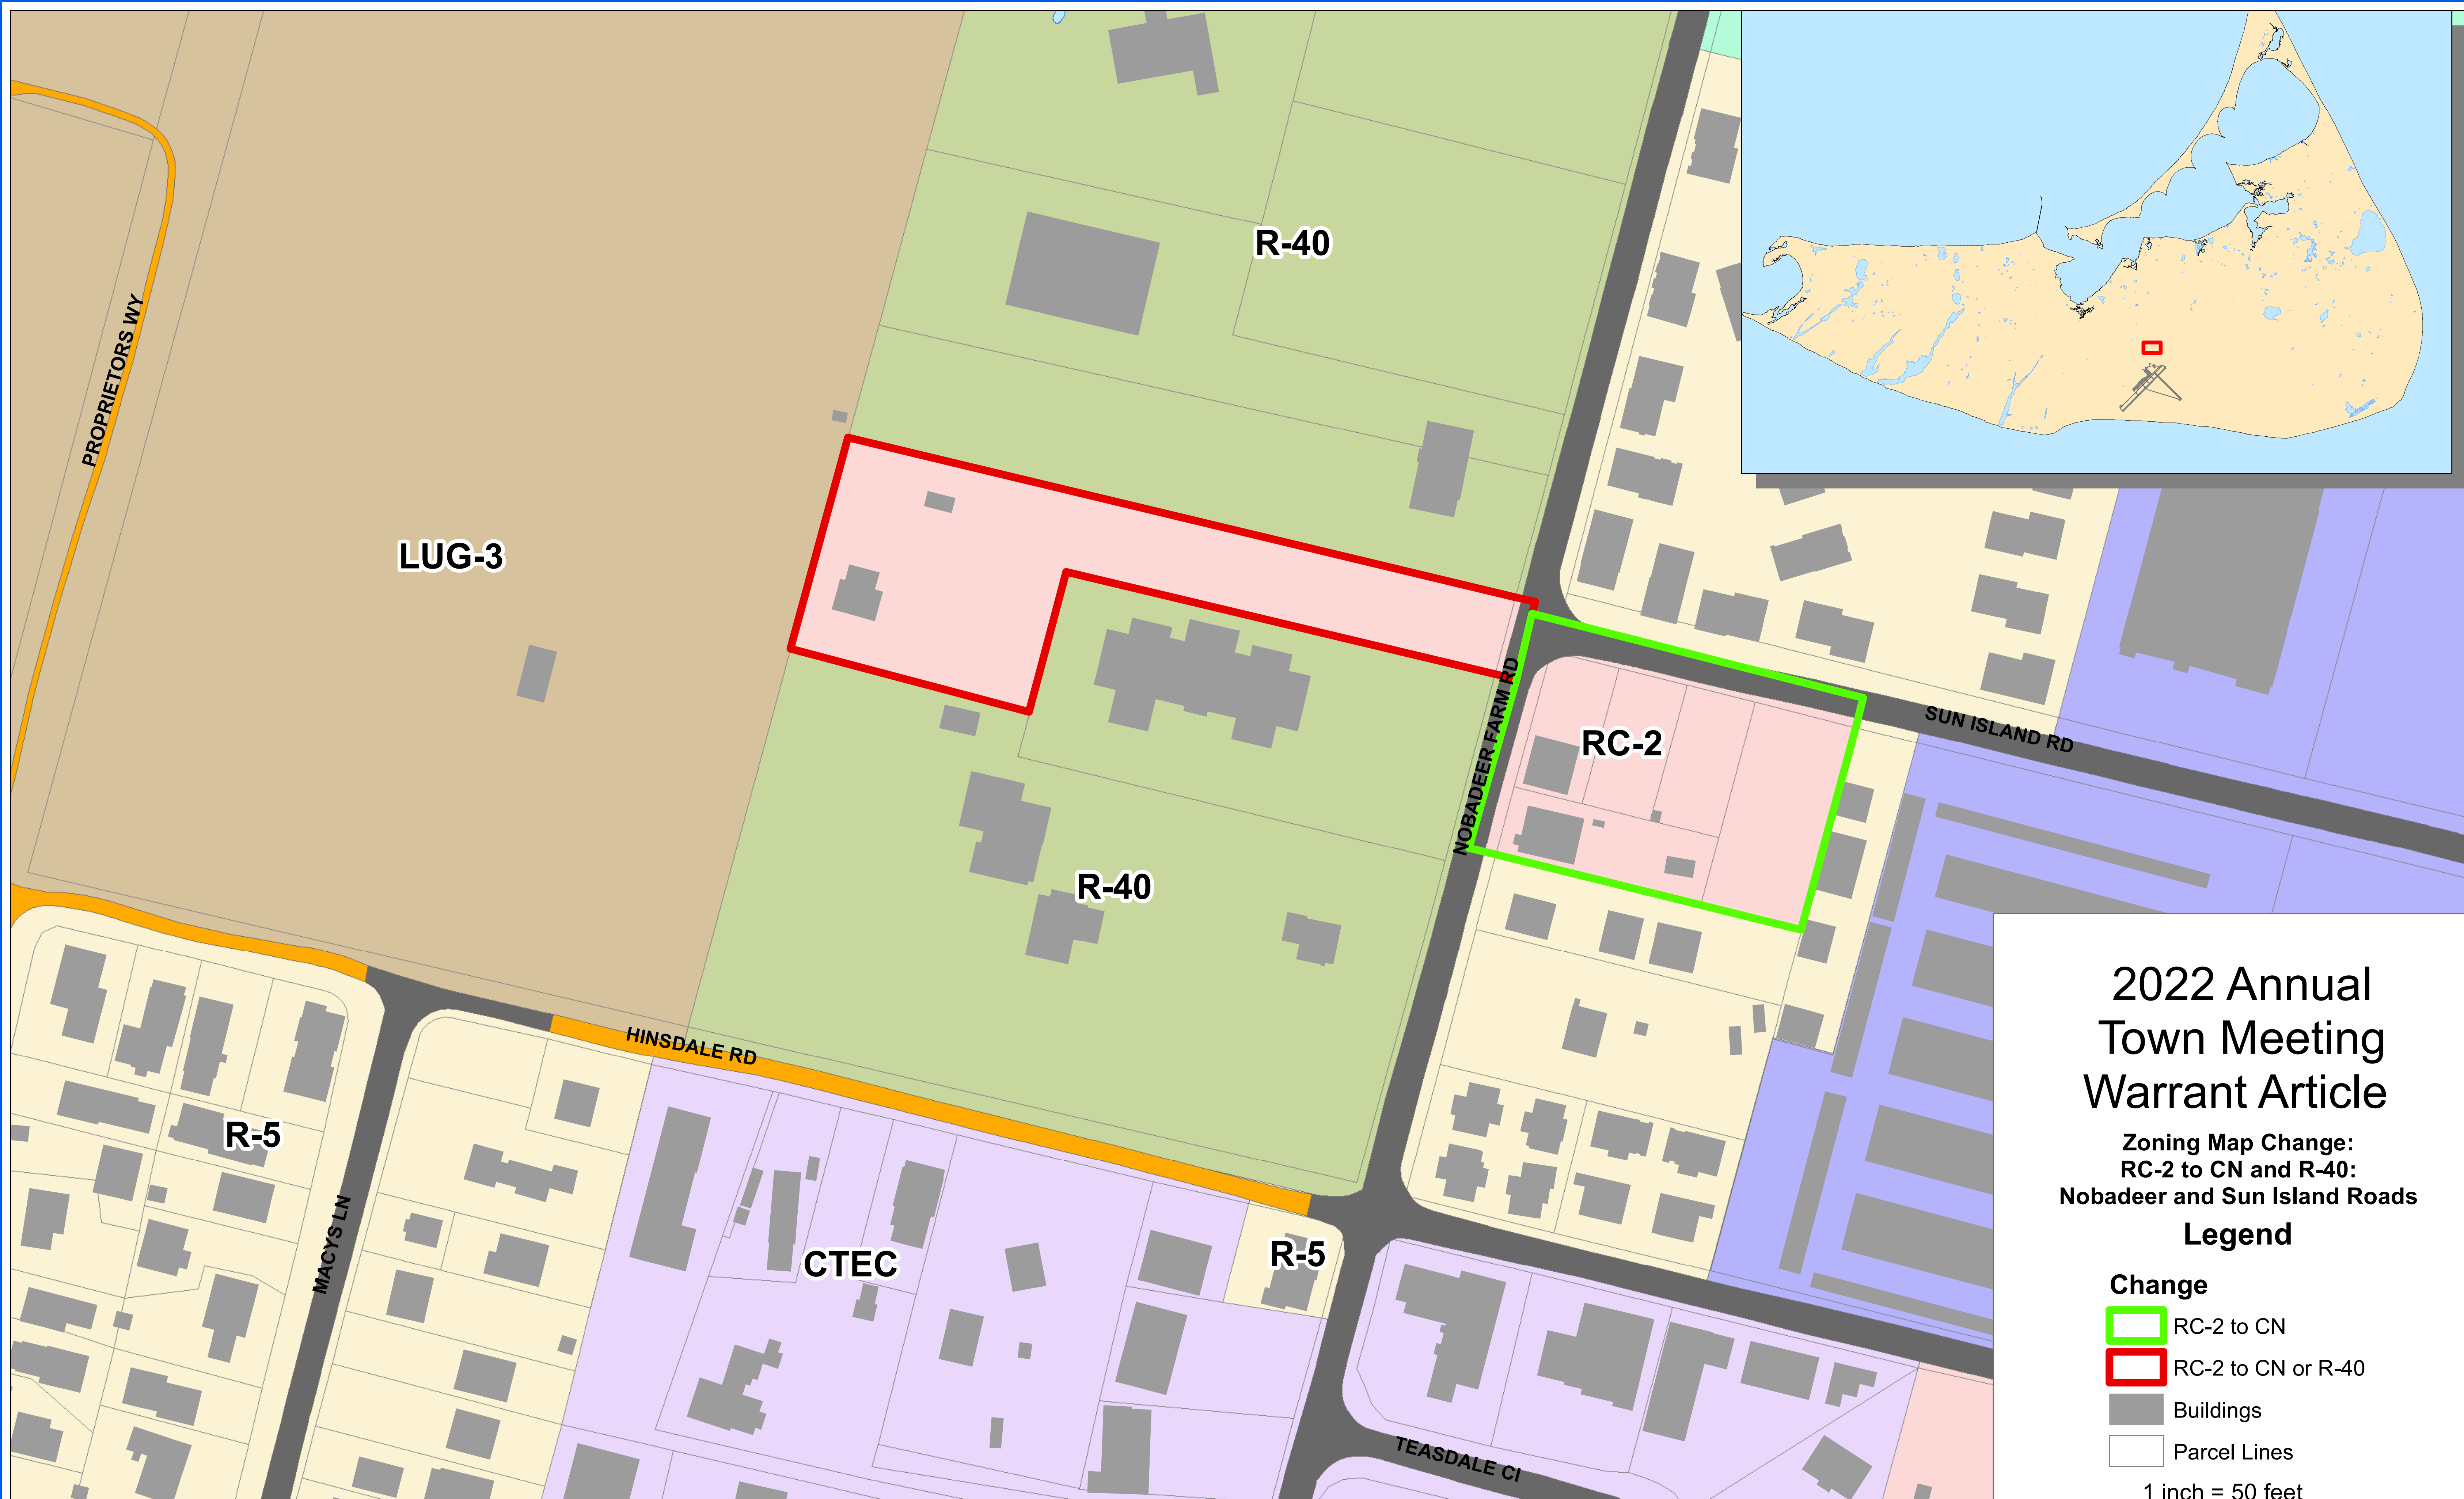 R-40
PROPRIETORS WY
LUG-3
NOBADEER FARM RD
RC-2
SUN ISLAND RD
R-40
HINSDALE RD
R-5
MACYS LN
CTEC
R-5
TEASDALE CI
2022 Annual
Town Meeting
Warrant Article
Zoning Map Change:
RC-2 to CN and R-40:
Nobadeer and Sun Island Roads
Legend
Change
RC-2 to CN
RC-2 to CN or R-40
Buildings
Parcel Lines
1 inch = 50 feet